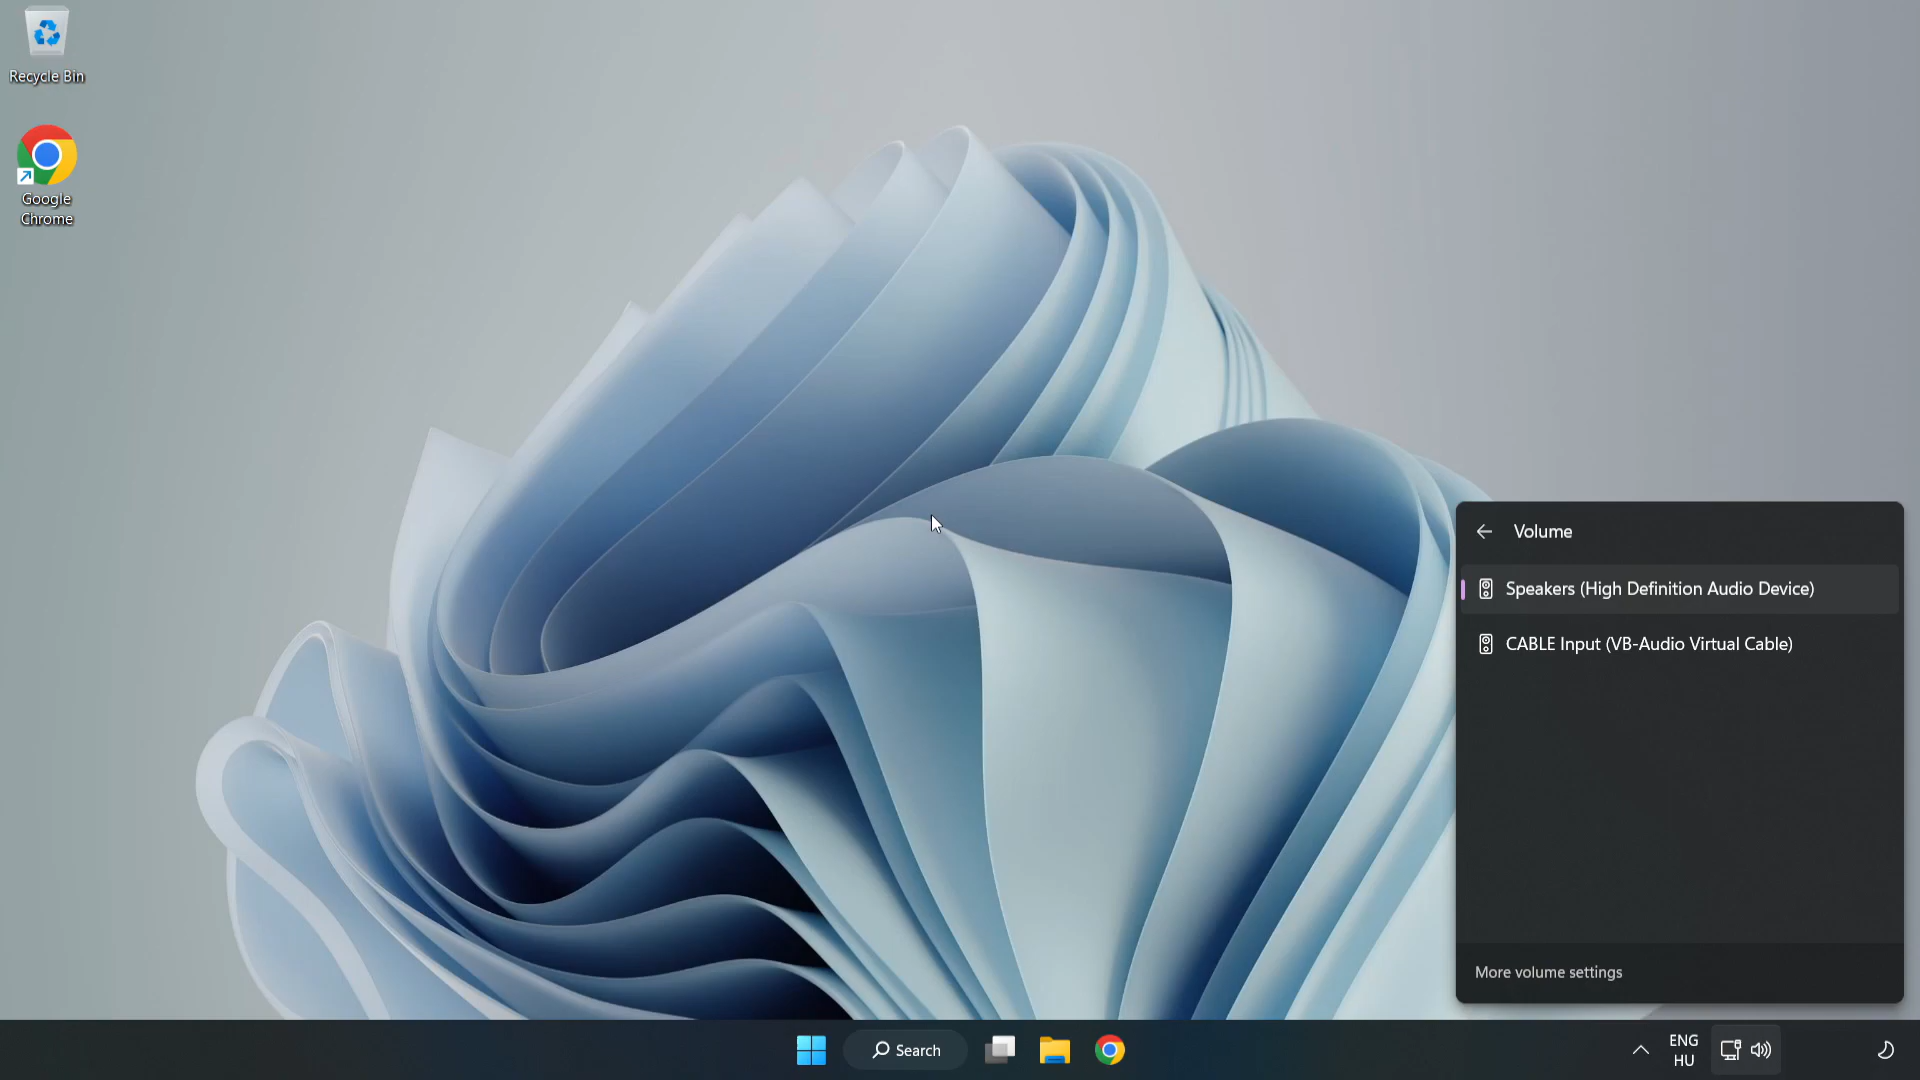 Recycle Bin
Google
Chrome
Volume
Speakers (High Definition Audio Device)
CABLE Input (VB-Audio Virtual Cable)
More volume settings
Search
ENG
HU